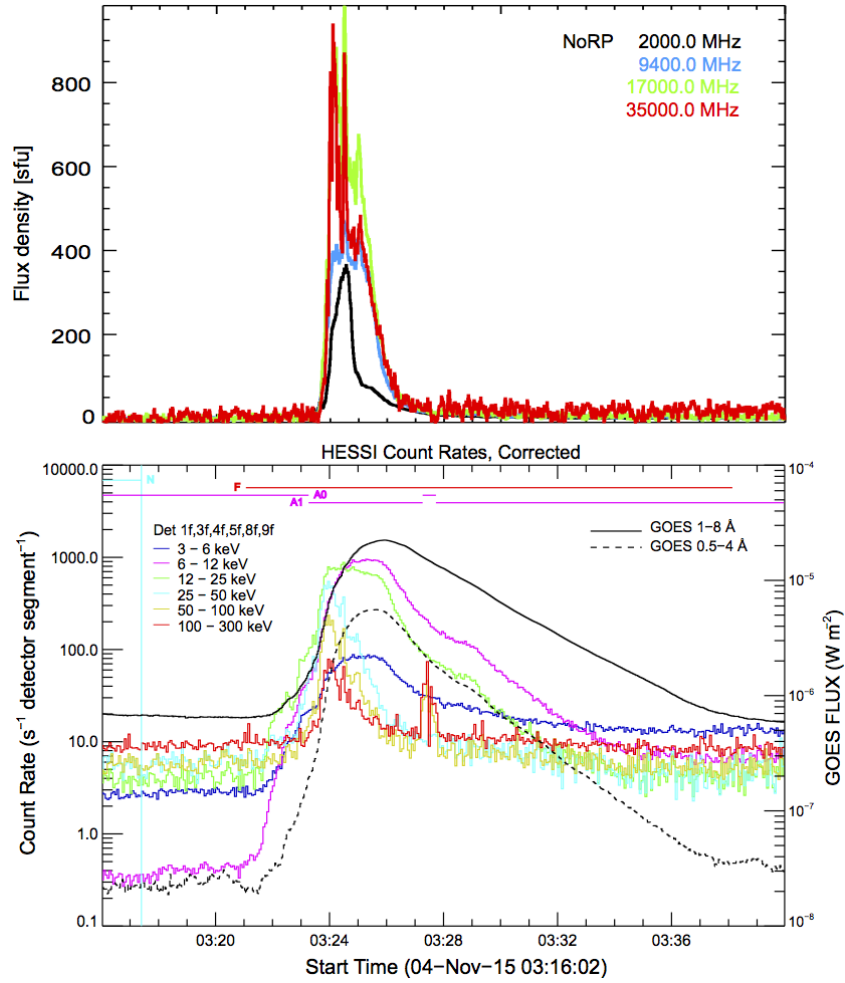 NoRP 2000.0 MHz
9400.0 MHz
17000.0 MHz
35000.0 MHz
800
600
400
200
0
Flux density [sfu]
HESSI Count Rates, Corrected
10000.0
1000.0
100.0
10.0
1.0
0.1
Count Rate (s⁻¹ detector segment⁻¹)
N
F
A0
A1
Det 1f,3f,4f,5f,8f,9f
3 − 6 keV
6 − 12 keV
12 − 25 keV
25 − 50 keV
50 − 100 keV
100 − 300 keV
GOES 1−8 Å
GOES 0.5−4 Å
10⁻⁴
10⁻⁵
10⁻⁶
10⁻⁷
10⁻⁸
GOES FLUX (W m⁻²)
03:20 03:24 03:28 03:32 03:36
Start Time (04−Nov−15 03:16:02)